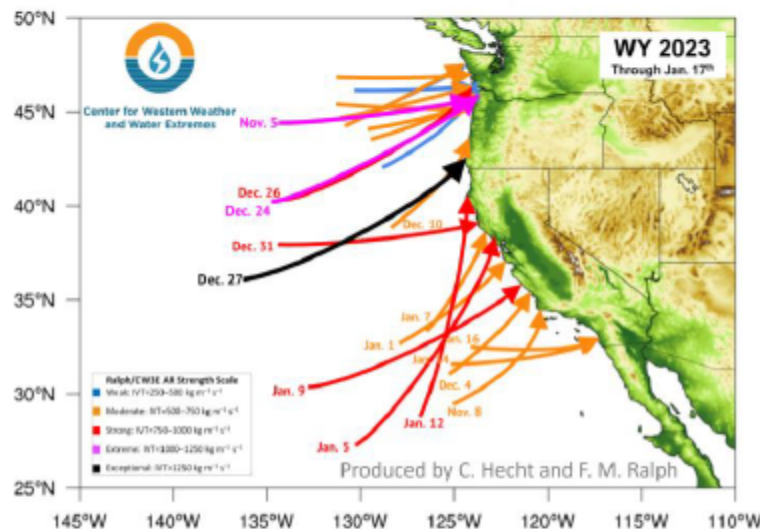 50°N
45°N
40°N
35°N
30°N
25°N
145°W
140°W
135°W
130°W
125°W
120°W
115°W
110°W
WY 2023
Through Jan. 17th
Center for Western Weather
and Water Extremes
Nov. 5
Dec. 26
Dec. 24
Dec. 31
Dec. 27
Dec. 30
Jan. 7
Jan. 1
Jan. 16
Dec. 4
Nov. 8
Jan. 9
Jan. 12
Jan. 5
Ralph/CW3E AR Strength Scale
Weak: IVT=250–500 kg m⁻¹ s⁻¹
Moderate: IVT=500–750 kg m⁻¹ s⁻¹
Strong: IVT=750–1000 kg m⁻¹ s⁻¹
Extreme: IVT=1000–1250 kg m⁻¹ s⁻¹
Exceptional: IVT>1250 kg m⁻¹ s⁻¹
Produced by C. Hecht and F. M. Ralph